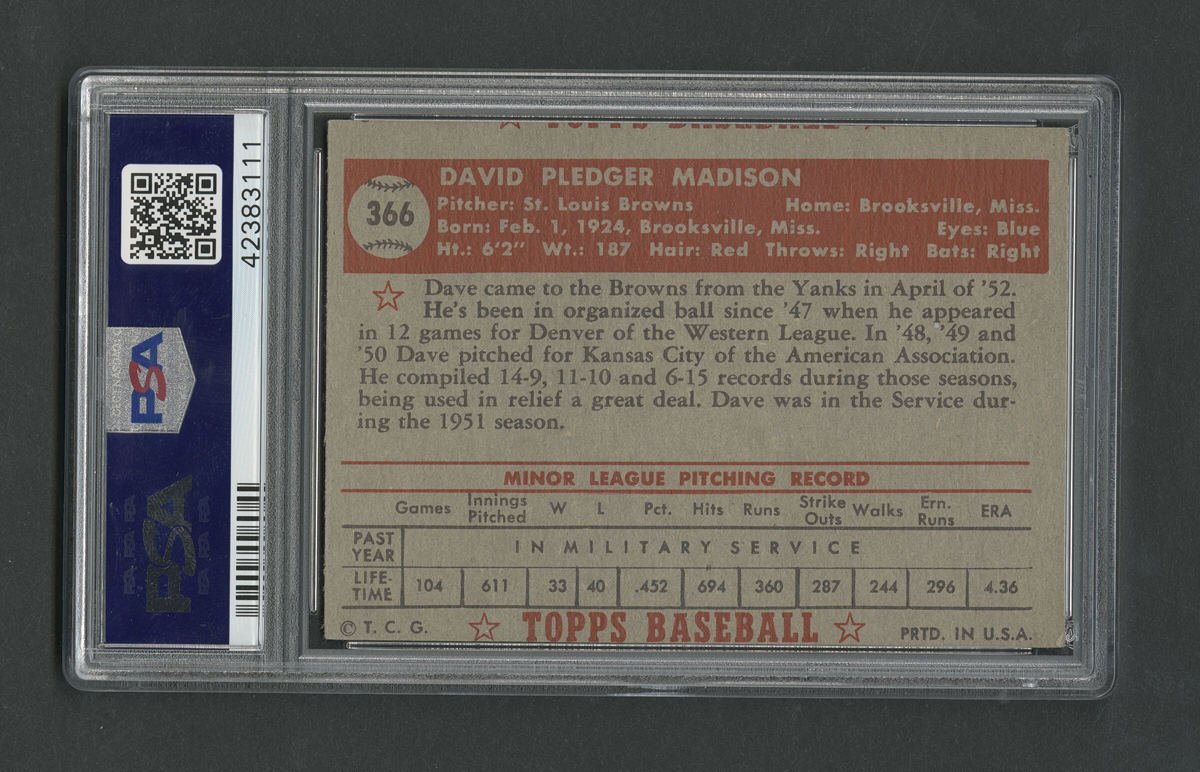 TOPPS BASEBALL
366
DAVID PLEDGER MADISON
Pitcher: St. Louis Browns Home: Brooksville, Miss.
Born: Feb. 1, 1924, Brooksville, Miss. Eyes: Blue
Ht.: 6'2" Wt.: 187 Hair: Red Throws: Right Bats: Right
Dave came to the Browns from the Yanks in April of '52.
He's been in organized ball since '47 when he appeared
in 12 games for Denver of the Western League. In '48, '49 and
'50 Dave pitched for Kansas City of the American Association.
He compiled 14-9, 11-10 and 6-15 records during those seasons,
being used in relief a great deal. Dave was in the Service dur-
ing the 1951 season.
MINOR LEAGUE PITCHING RECORD
Games Innings Pitched W L Pct. Hits Runs Strike Outs Walks Ern. Runs ERA
PAST YEAR IN MILITARY SERVICE
LIFE-TIME 104 611 33 40 .452 694 360 287 244 296 4.36
© T. C. G. TOPPS BASEBALL PRTD. IN U.S.A.
42383111
PSA
PSA